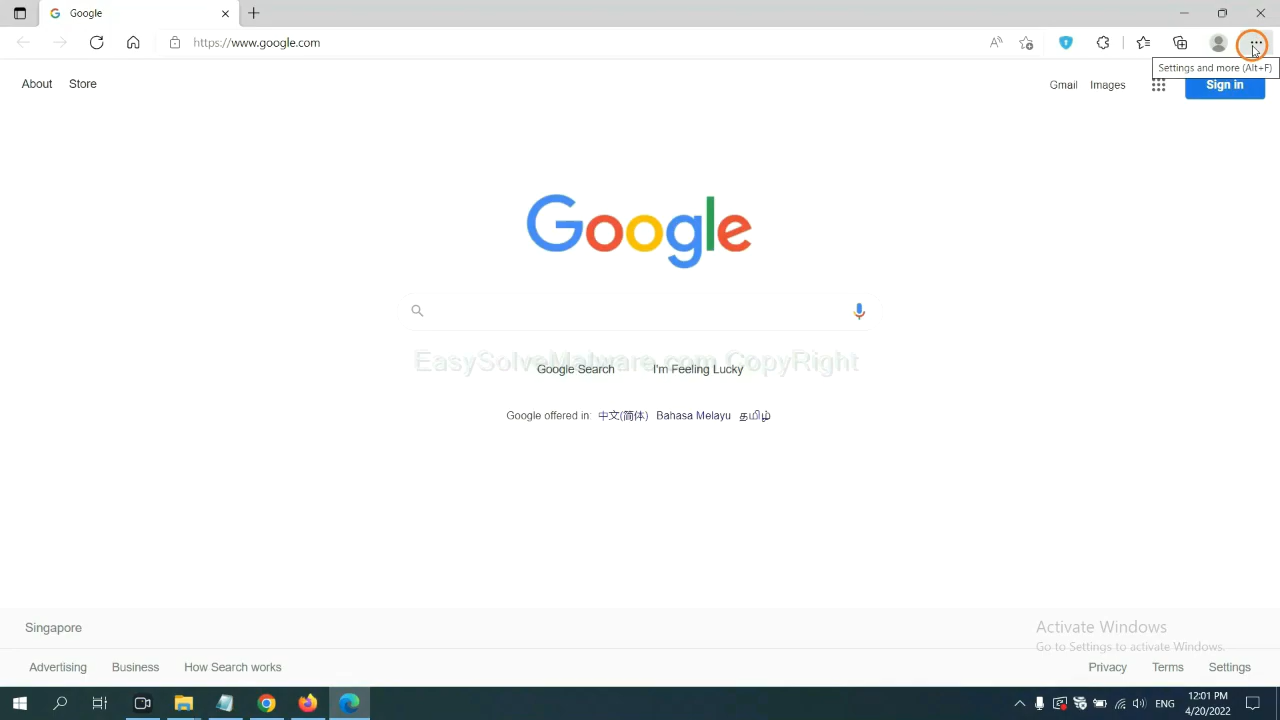 Google
https://www.google.com
Settings and more (Alt+F)
About Store
Gmail Images
Sign in
Google
EasySolveMalware.com CopyRight
Google Search I'm Feeling Lucky
Google offered in: 中文(简体) Bahasa Melayu தமிழ்
Singapore
Activate Windows
Go to Settings to activate Windows.
Advertising Business How Search works
Privacy Terms Settings
ENG
12:01 PM
4/20/2022